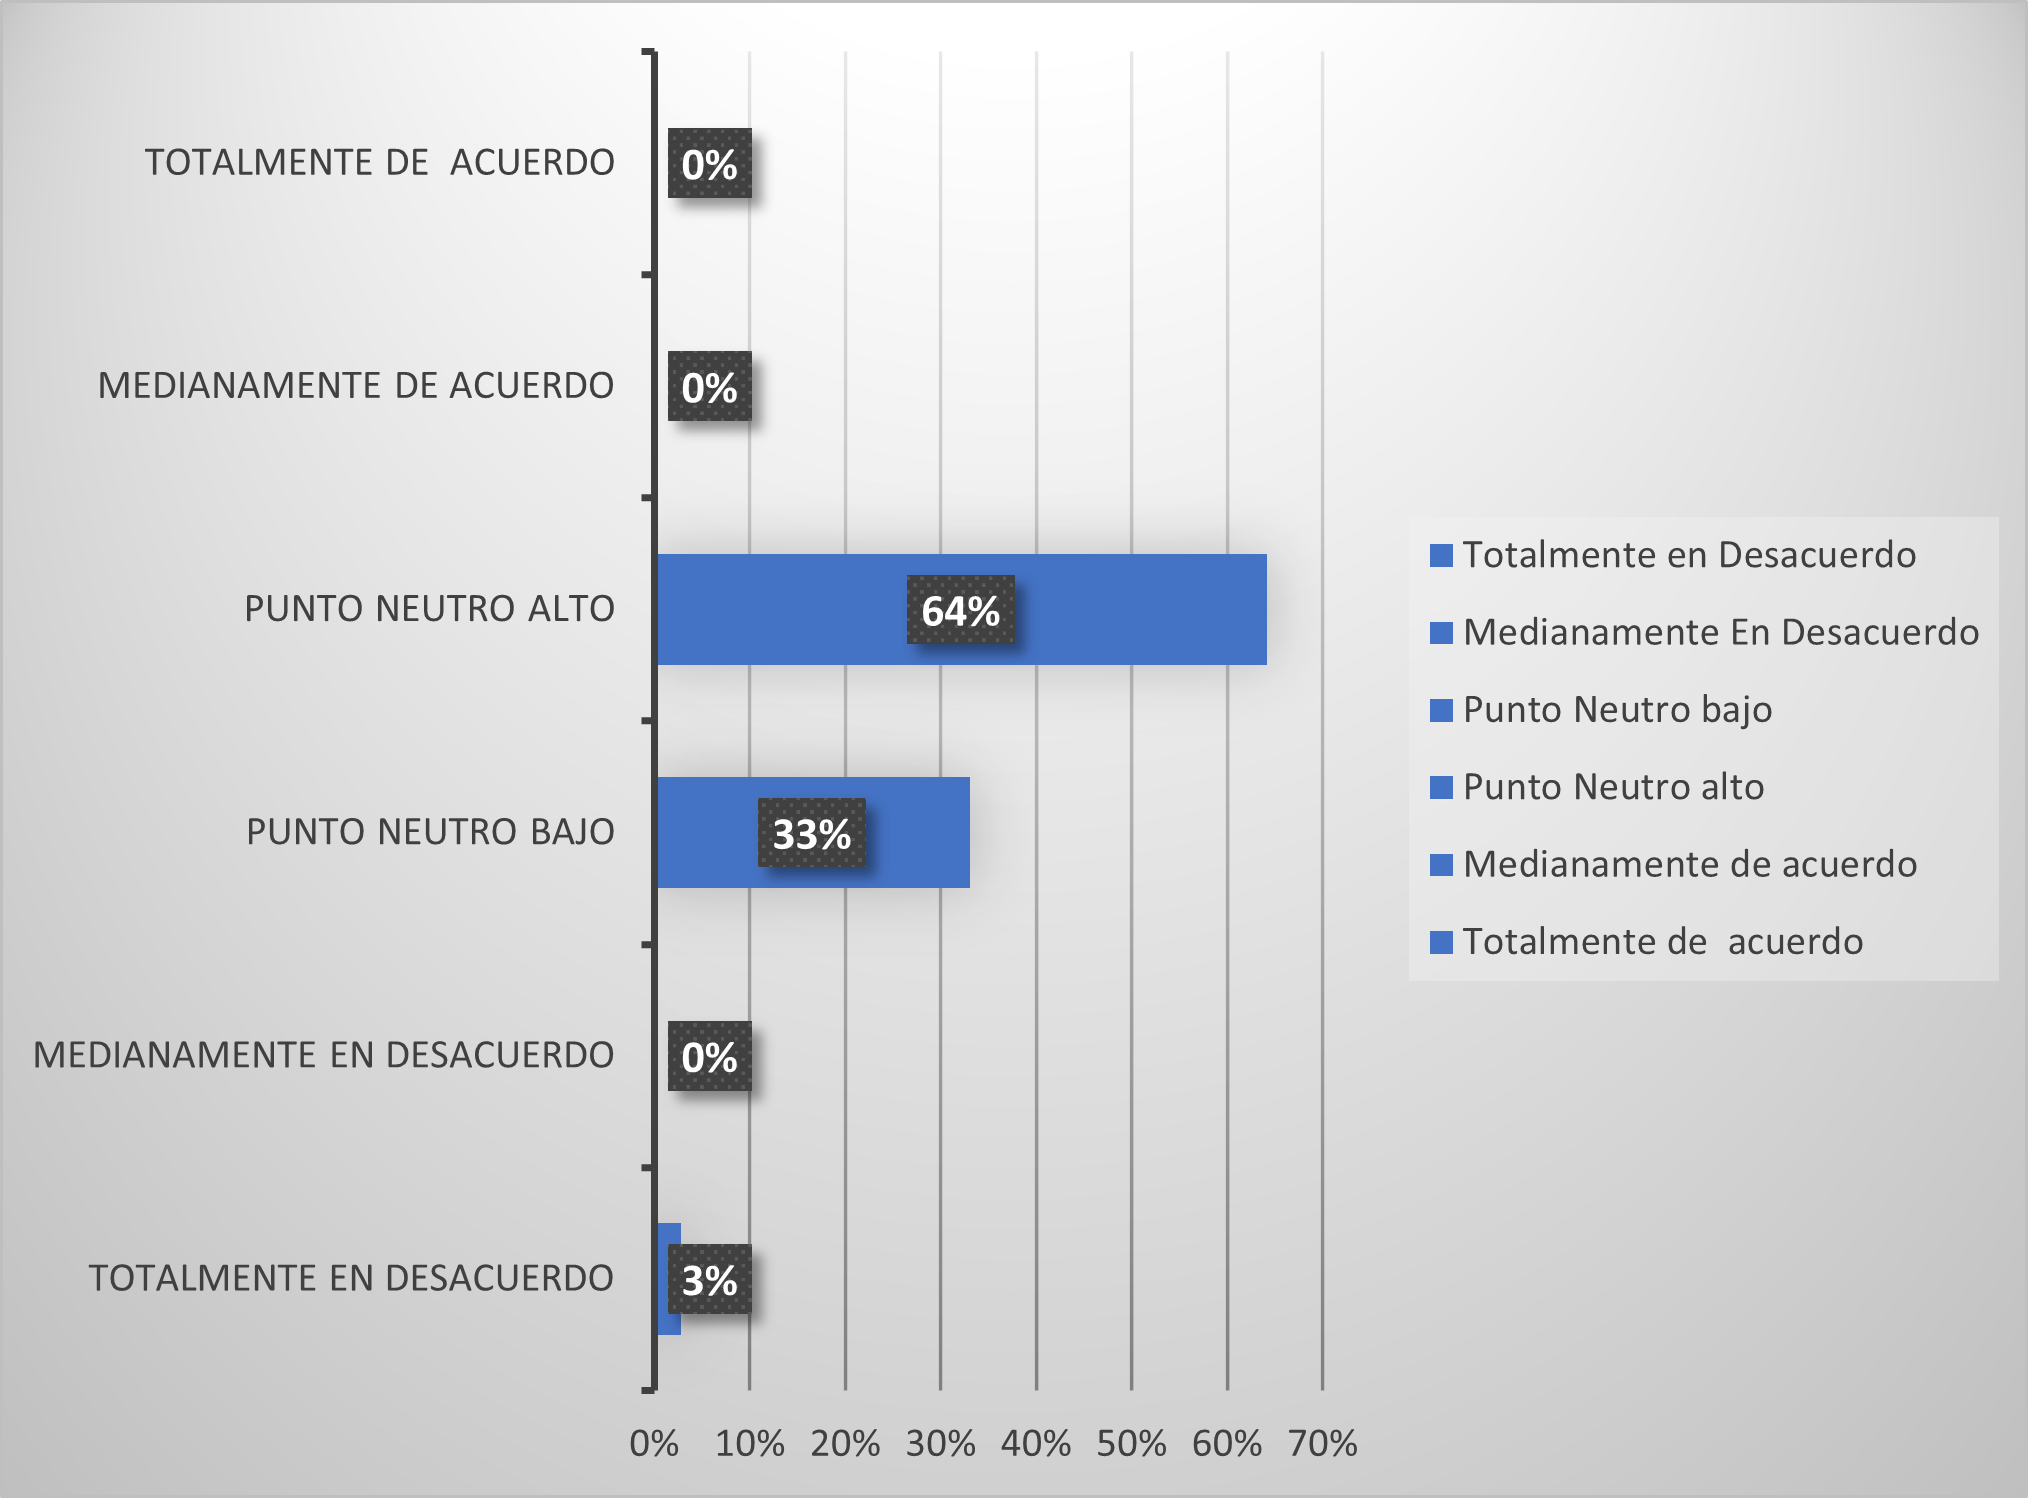 TOTALMENTE DE  ACUERDO
0%
MEDIANAMENTE DE ACUERDO
0%
PUNTO NEUTRO ALTO
64%
PUNTO NEUTRO BAJO
33%
MEDIANAMENTE EN DESACUERDO
0%
TOTALMENTE EN DESACUERDO
3%
0% 10% 20% 30% 40% 50% 60% 70%
Totalmente en Desacuerdo
Medianamente En Desacuerdo
Punto Neutro bajo
Punto Neutro alto
Medianamente de acuerdo
Totalmente de  acuerdo